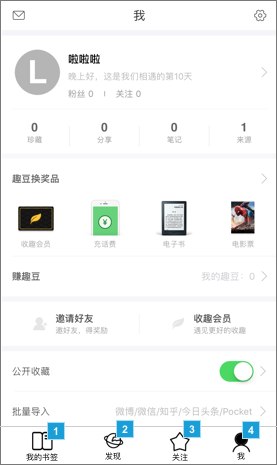 我
L
啦啦啦
晚上好，这是我们相遇的第10天
粉丝 0 | 关注 0
0 0 0 1
珍藏 分享 笔记 来源
趣豆换奖品
收趣会员 充话费 电子书 电影票
赚趣豆 我的趣豆: 0
邀请好友 收趣会员
邀好友，得奖励 遇见更好的收趣
公开收藏
批量导入 微博/微信/知乎/今日头条/Pocket
1 2 3 4
我的书签 发现 关注 我